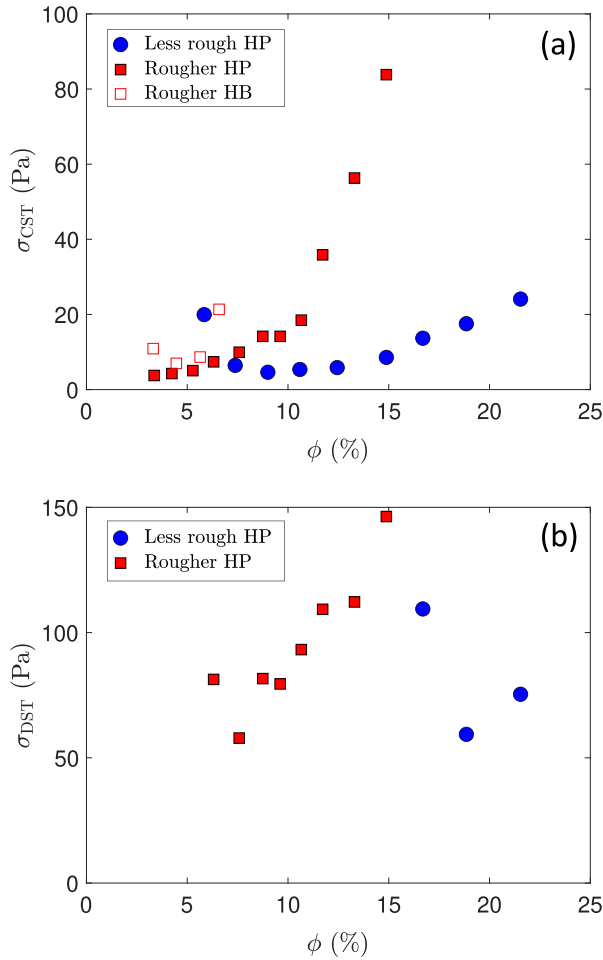 100
80
60
40
20
0
σCST (Pa)
(a)
Less rough HP
Rougher HP
Rougher HB
0 5 10 15 20 25
ϕ (%)
150
100
50
0
σDST (Pa)
(b)
Less rough HP
Rougher HP
0 5 10 15 20 25
ϕ (%)